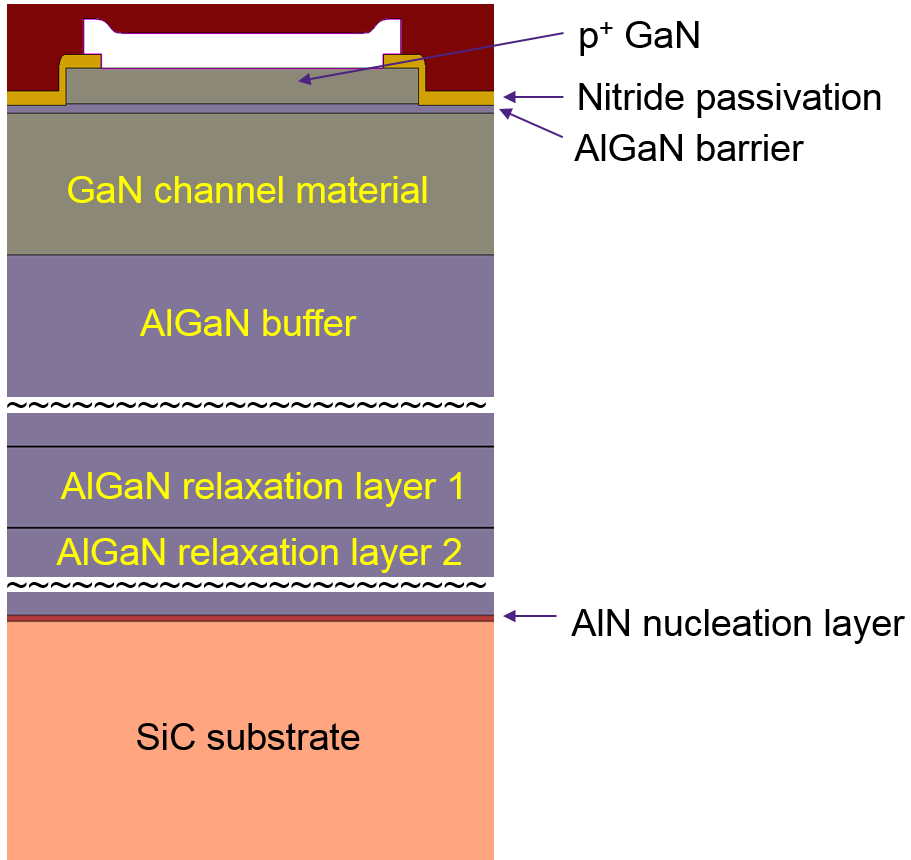 p⁺ GaN
Nitride passivation
AlGaN barrier
GaN channel material
AlGaN buffer
~~~~~~~~~~~~~~~~~~~~~~
AlGaN relaxation layer 1
AlGaN relaxation layer 2
~~~~~~~~~~~~~~~~~~~~~~
AlN nucleation layer
SiC substrate